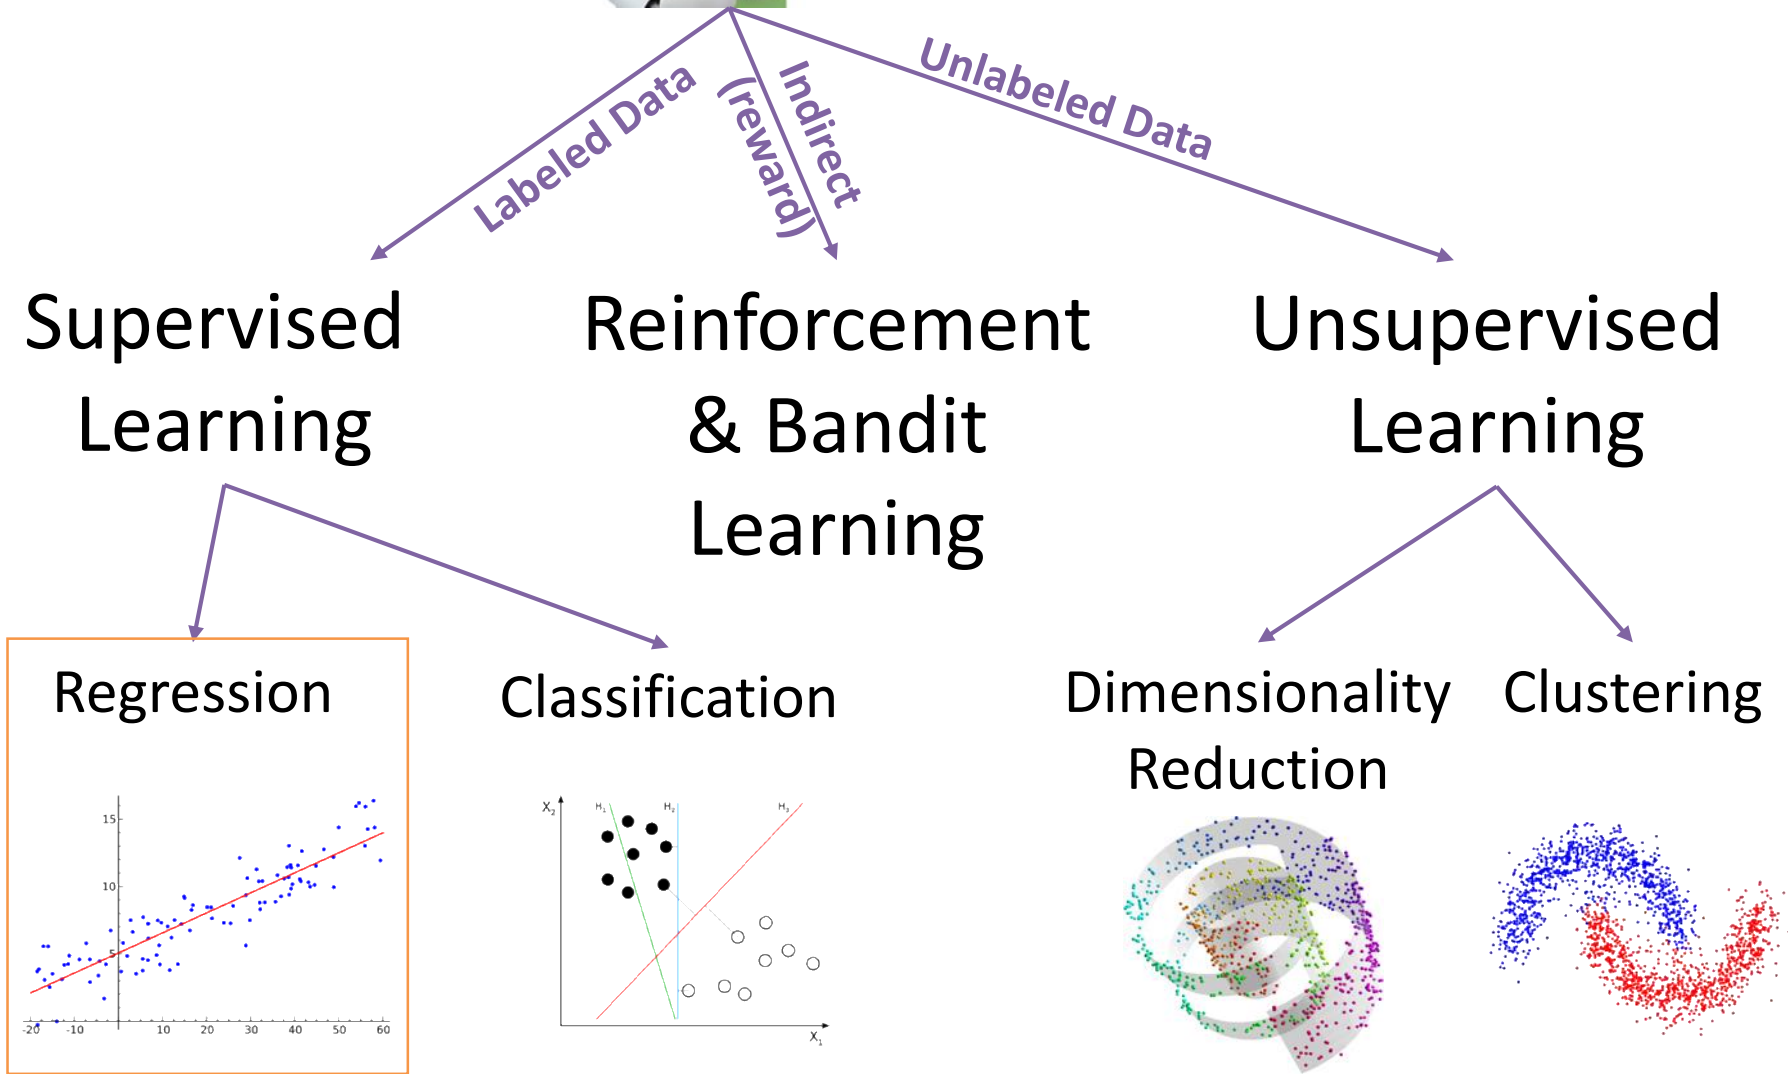 Labeled Data
Indirect
(reward)
Unlabeled Data
Supervised
Learning
Reinforcement
& Bandit
Learning
Unsupervised
Learning
Regression
Classification
Dimensionality
Reduction
Clustering
15
10
5
-20 -10 10 20 30 40 50 60
X₂
H₁ H₂ H₃
X₁